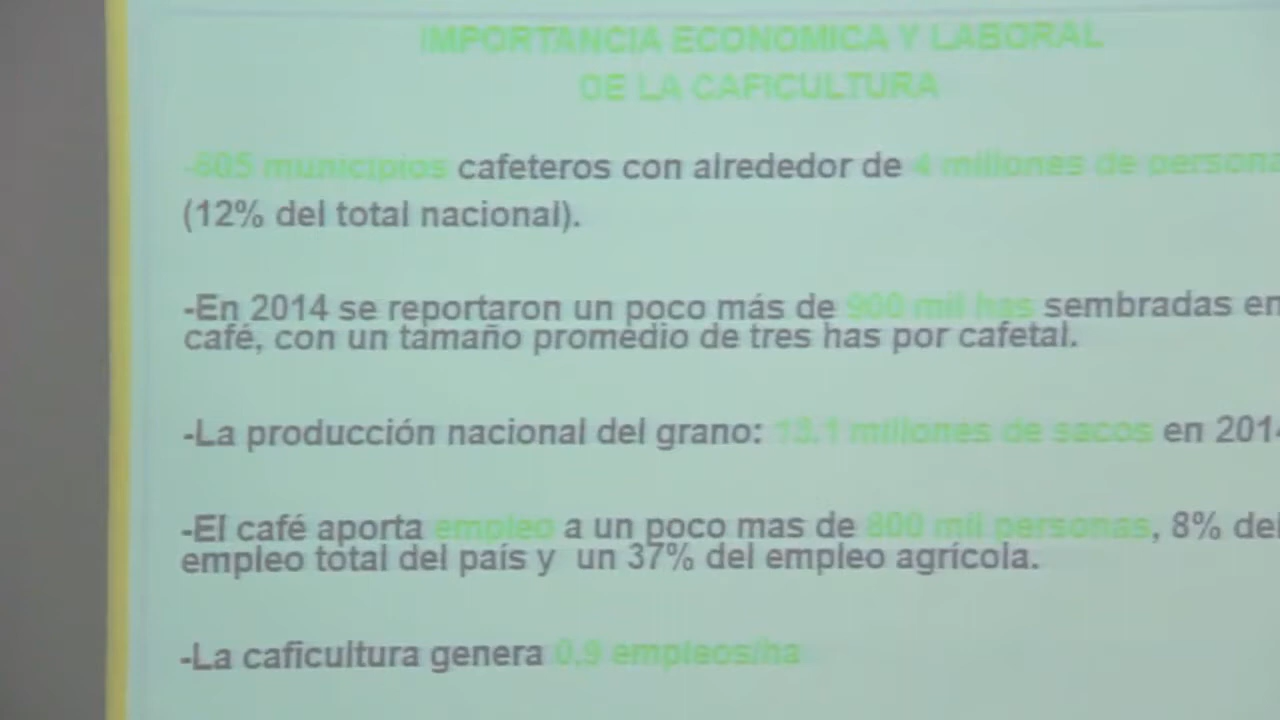 IMPORTANCIA ECONOMICA Y LABORAL
DE LA CAFICULTURA
-605 municipios cafeteros con alrededor de 4 millones de persona
(12% del total nacional).
-En 2014 se reportaron un poco más de 900 mil has sembradas en
café, con un tamaño promedio de tres has por cafetal.
-La producción nacional del grano: 13.1 millones de sacos en 2014
-El café aporta empleo a un poco mas de 800 mil personas, 8% del
empleo total del país y un 37% del empleo agrícola.
-La caficultura genera 0,9 empleos/ha